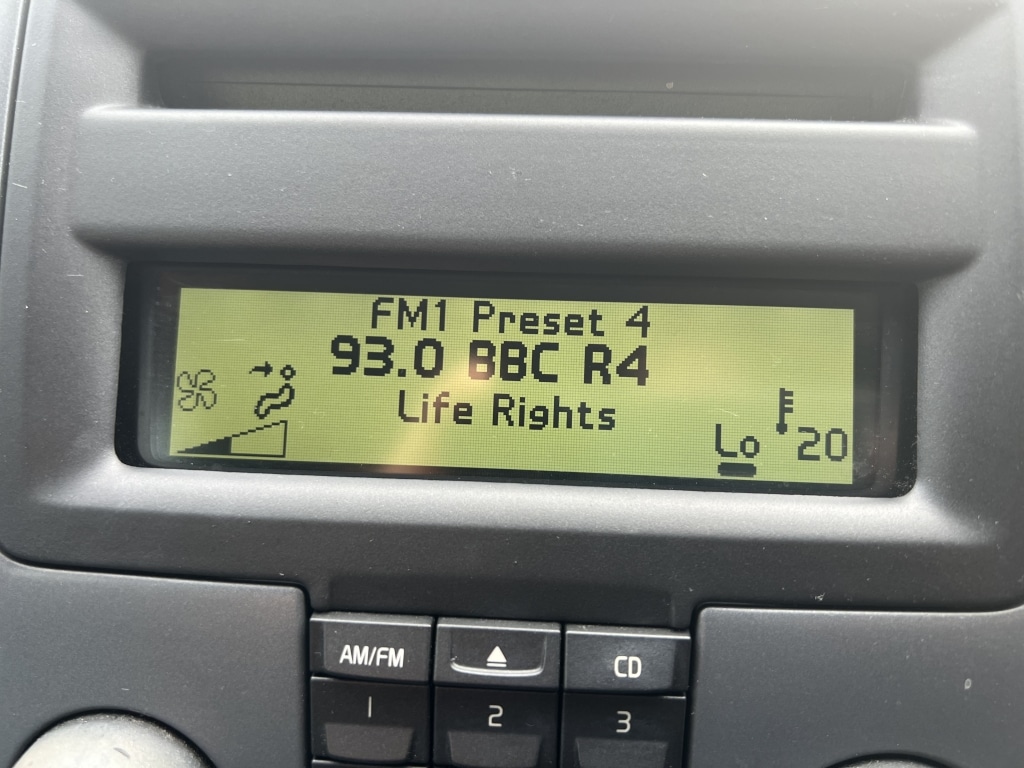 FM1 Preset 4
93.0 BBC R4
Life Rights
Lo 20
AM/FM CD
1 2 3